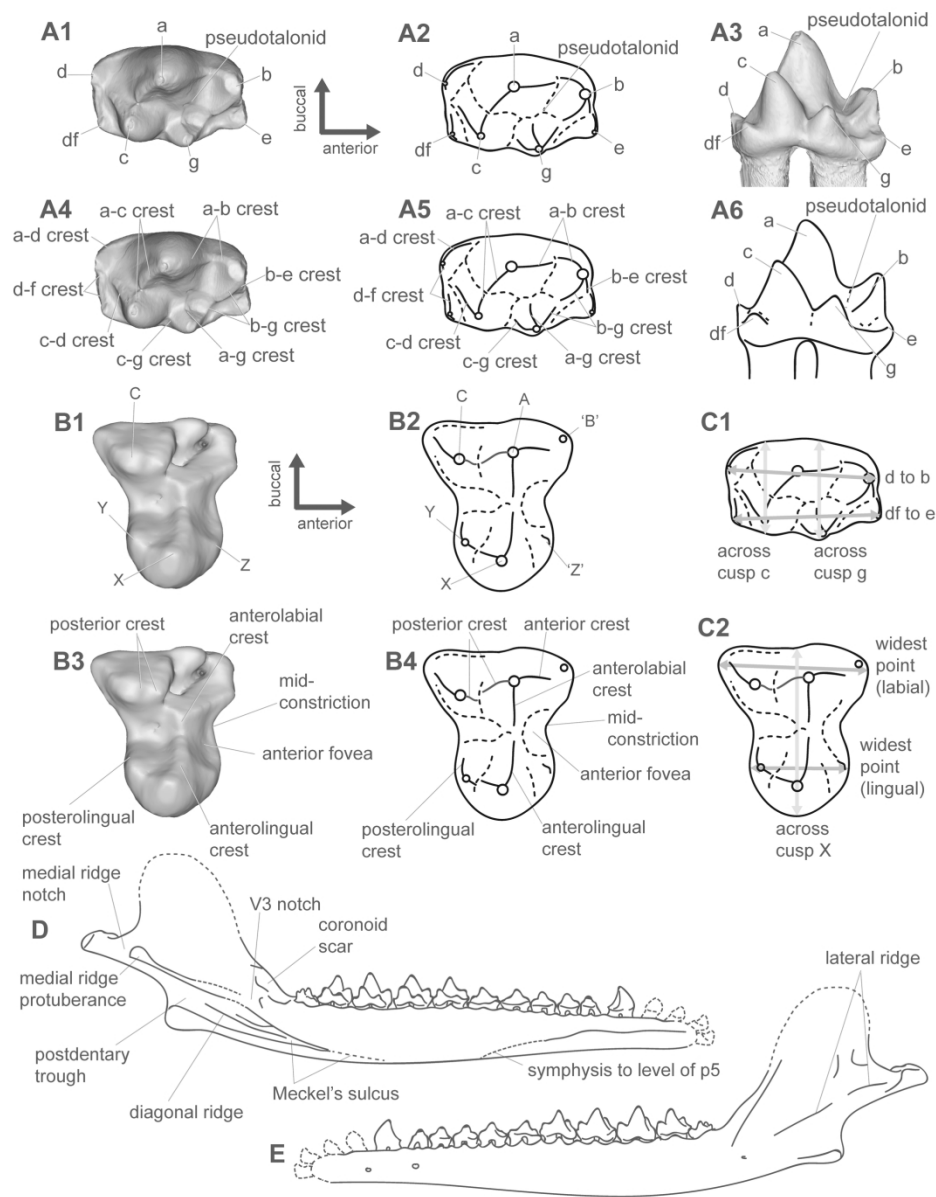 A1
a
pseudotalonid
d
b
df
c
g
e
buccal
anterior
A2
a
pseudotalonid
d
b
df
c
g
e
A3
a
pseudotalonid
c
b
d
df
e
g
A4
a-c crest
a-b crest
a-d crest
b-e crest
d-f crest
b-g crest
c-d crest
c-g crest
a-g crest
A5
a-c crest
a-b crest
a-d crest
b-e crest
d-f crest
b-g crest
c-d crest
c-g crest
a-g crest
A6
pseudotalonid
a
c
b
d
df
e
g
B1
C
Y
X
Z
buccal
anterior
B2
C
A
'B'
Y
X
'Z'
C1
d to b
df to e
across
cusp c
across
cusp g
B3
posterior crest
anterolabial
crest
mid-
constriction
anterior fovea
posterolingual
crest
anterolingual
crest
B4
posterior crest
anterior crest
anterolabial
crest
mid-
constriction
anterior fovea
posterolingual
crest
anterolingual
crest
C2
widest
point
(labial)
widest
point
(lingual)
across
cusp X
D
medial ridge
notch
V3 notch
coronoid
scar
medial ridge
protuberance
postdentary
trough
diagonal ridge
Meckel's sulcus
symphysis to level of p5
lateral ridge
E